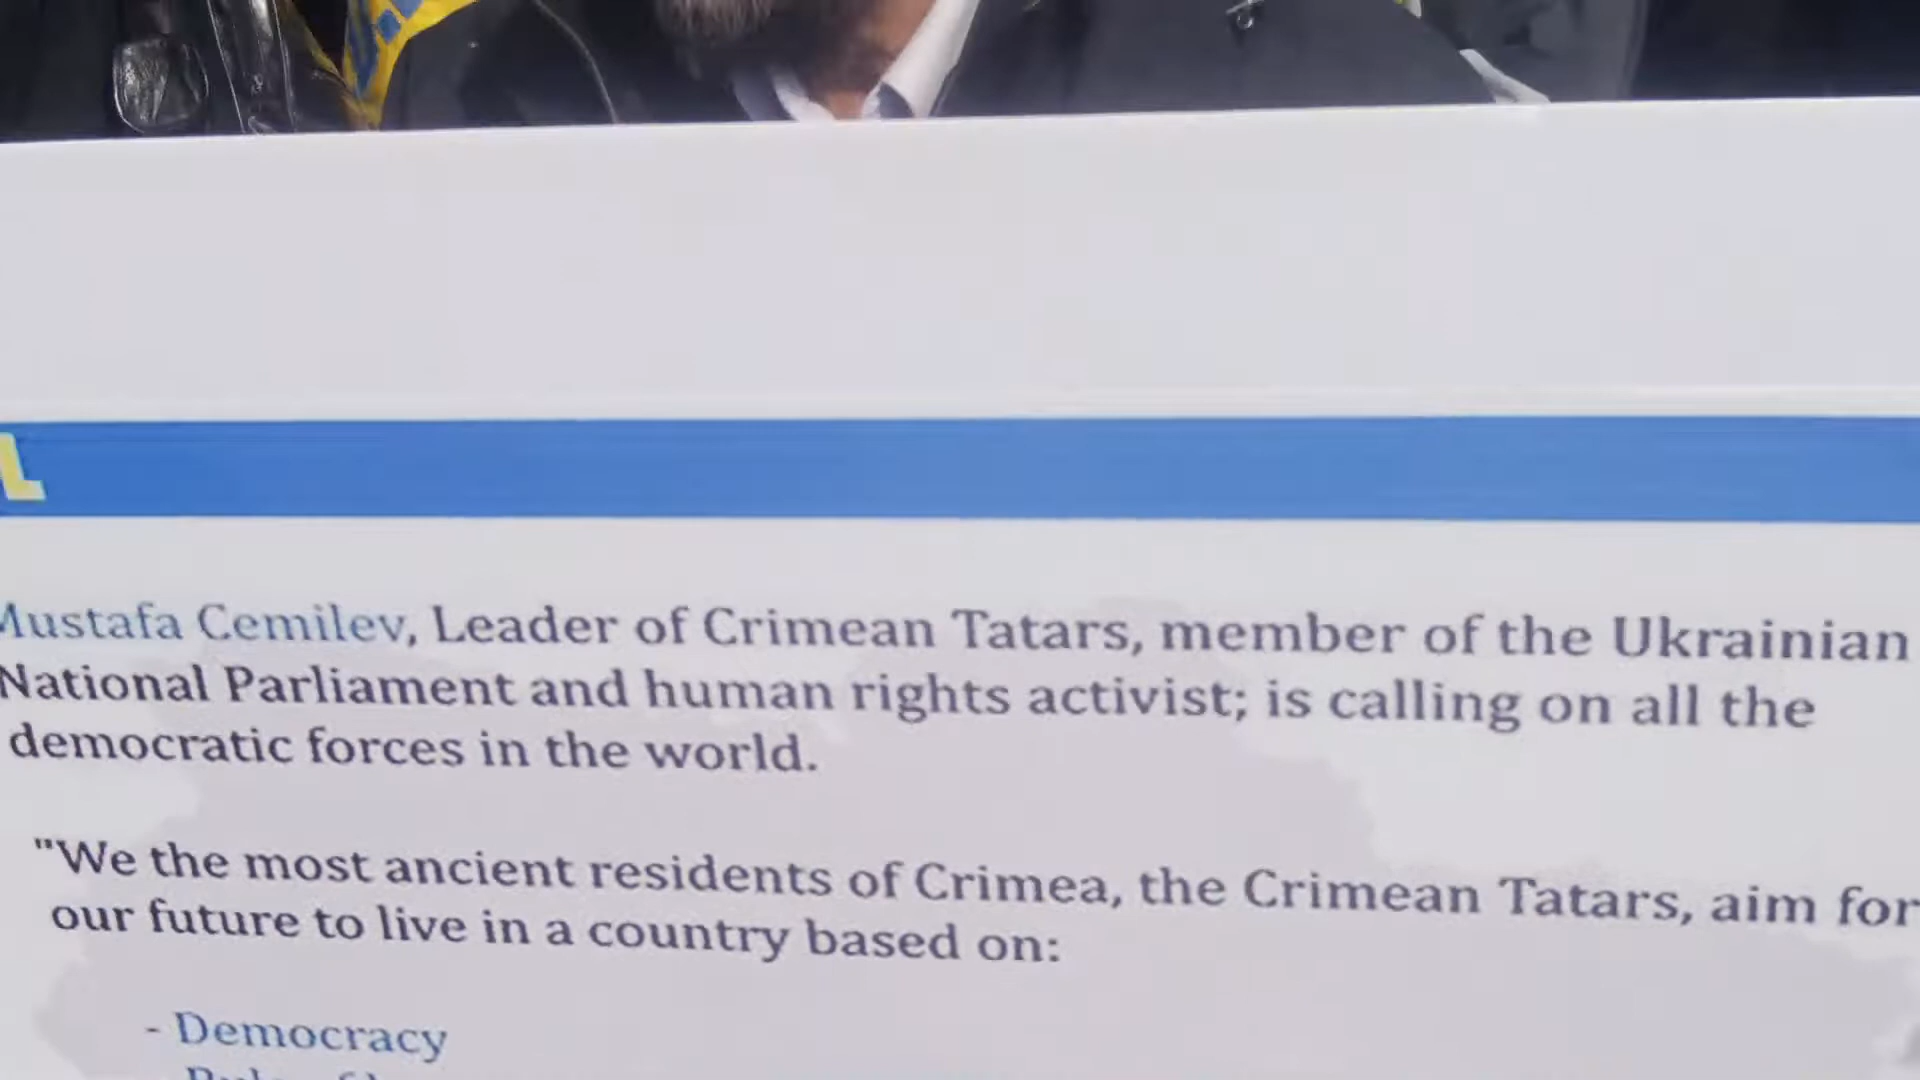 Mustafa Cemilev, Leader of Crimean Tatars, member of the Ukrainian
National Parliament and human rights activist; is calling on all the
democratic forces in the world.
"We the most ancient residents of Crimea, the Crimean Tatars, aim for
our future to live in a country based on:
- Democracy